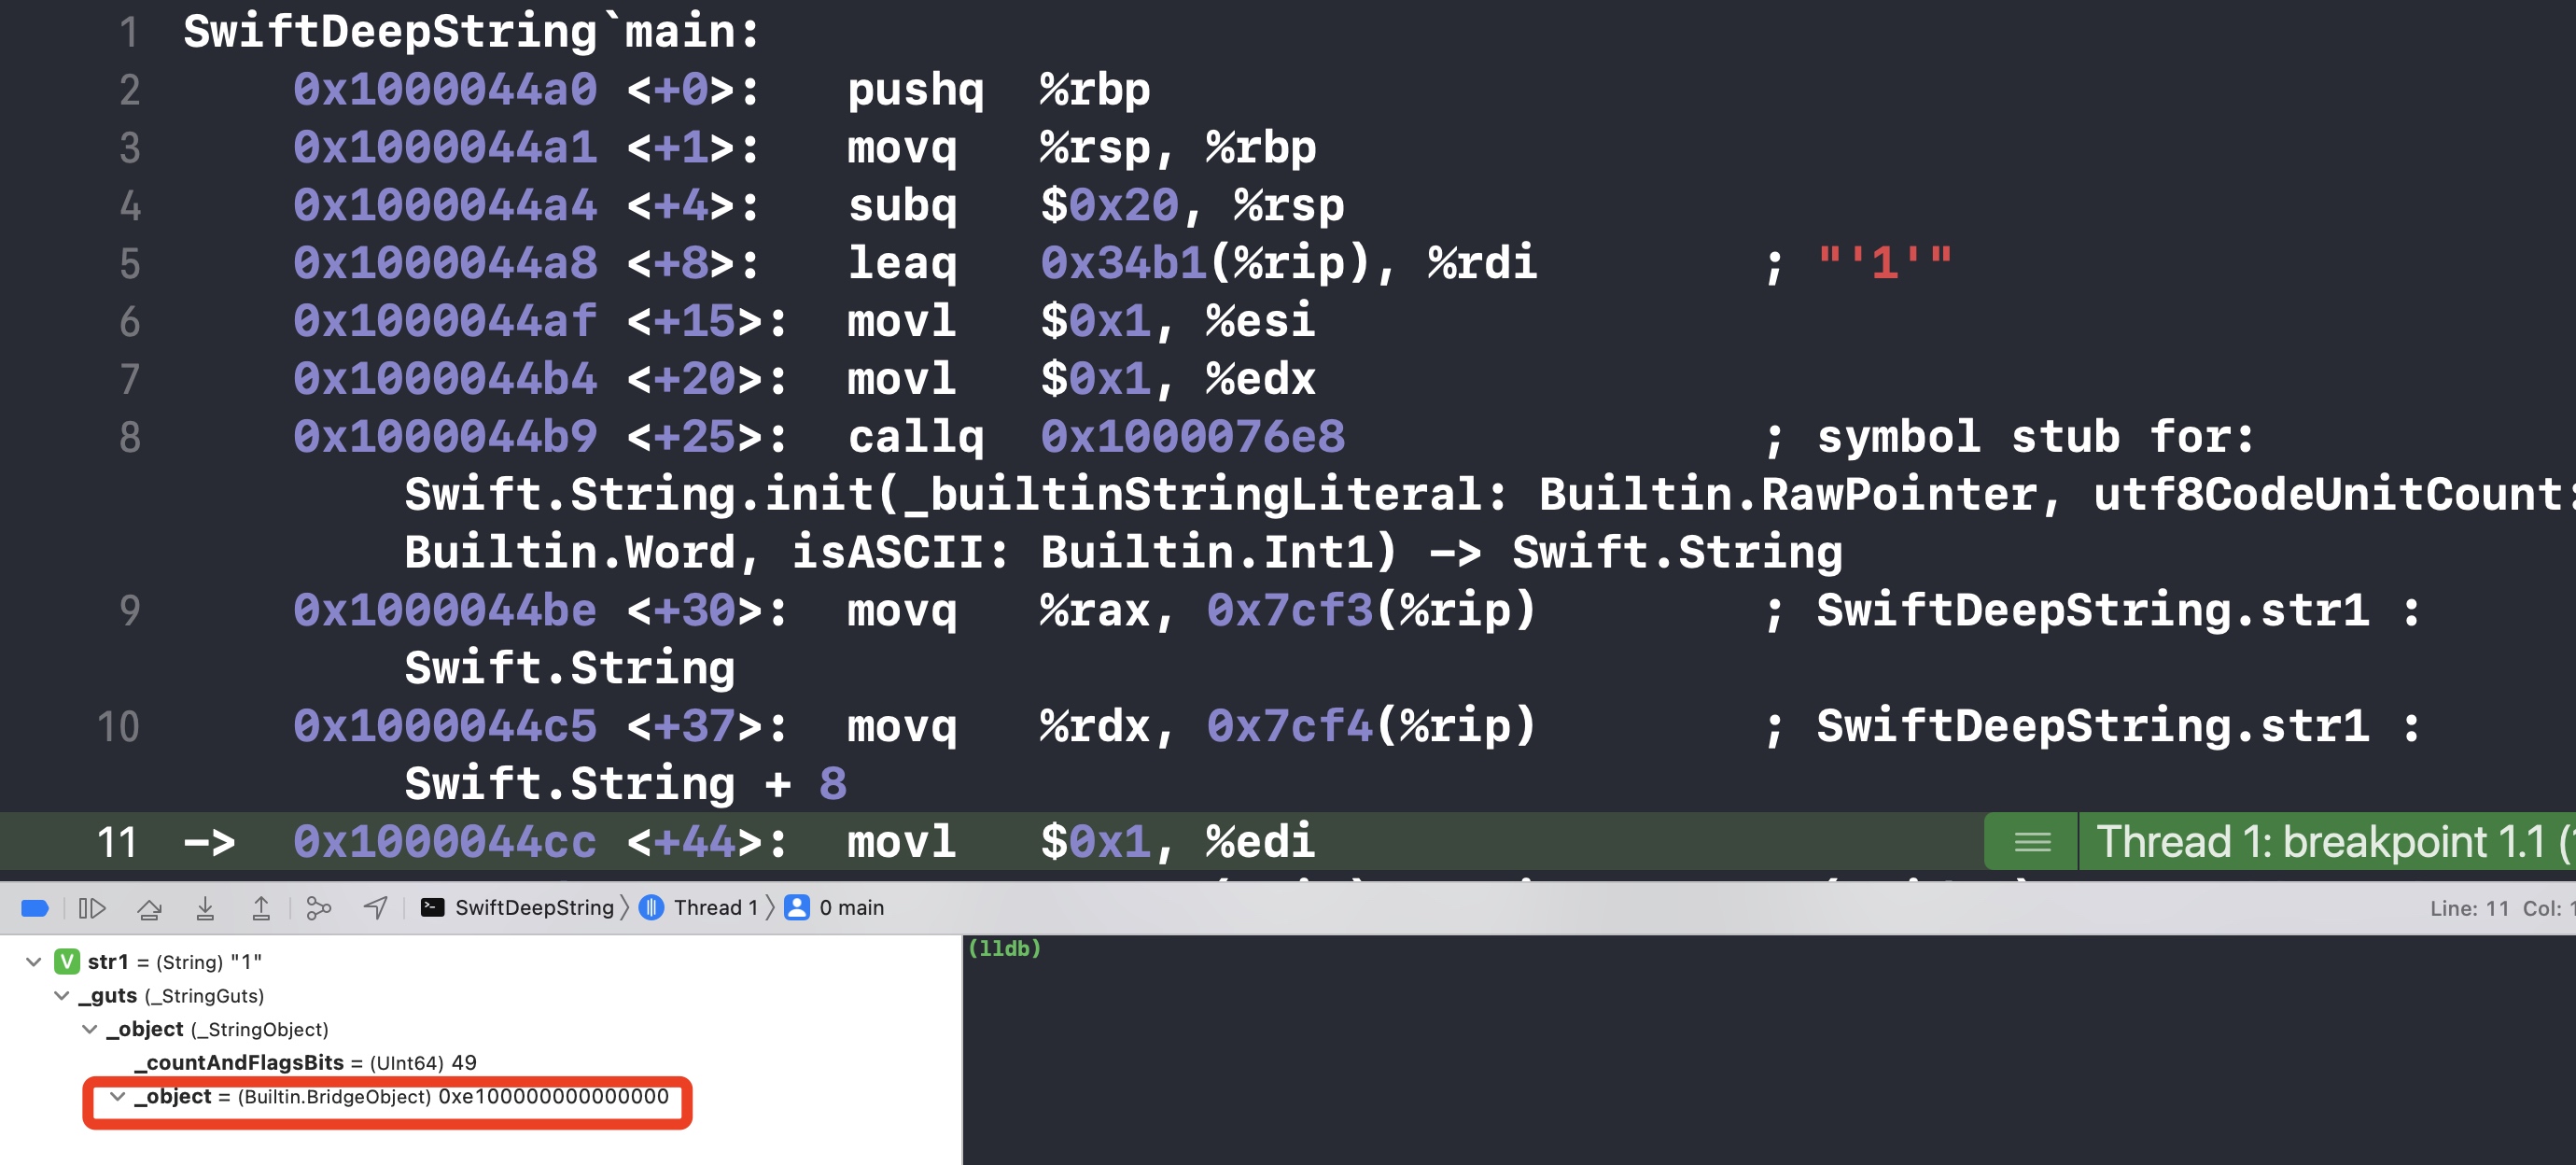 1 SwiftDeepString`main:
2 0x1000044a0 <+0>: pushq %rbp
3 0x1000044a1 <+1>: movq %rsp, %rbp
4 0x1000044a4 <+4>: subq $0x20, %rsp
5 0x1000044a8 <+8>: leaq 0x34b1(%rip), %rdi ; "'1'"
6 0x1000044af <+15>: movl $0x1, %esi
7 0x1000044b4 <+20>: movl $0x1, %edx
8 0x1000044b9 <+25>: callq 0x1000076e8 ; symbol stub for:
Swift.String.init(_builtinStringLiteral: Builtin.RawPointer, utf8CodeUnitCount:
Builtin.Word, isASCII: Builtin.Int1) -> Swift.String
9 0x1000044be <+30>: movq %rax, 0x7cf3(%rip) ; SwiftDeepString.str1 :
Swift.String
10 0x1000044c5 <+37>: movq %rdx, 0x7cf4(%rip) ; SwiftDeepString.str1 :
Swift.String + 8
11 -> 0x1000044cc <+44>: movl $0x1, %edi Thread 1: breakpoint 1.1 (
SwiftDeepString 〉 Thread 1 〉 0 main Line: 11 Col: 1
V str1 = (String) "1"
_guts (_StringGuts)
_object (_StringObject)
_countAndFlagsBits = (UInt64) 49
_object = (Builtin.BridgeObject) 0xe100000000000000
(lldb)